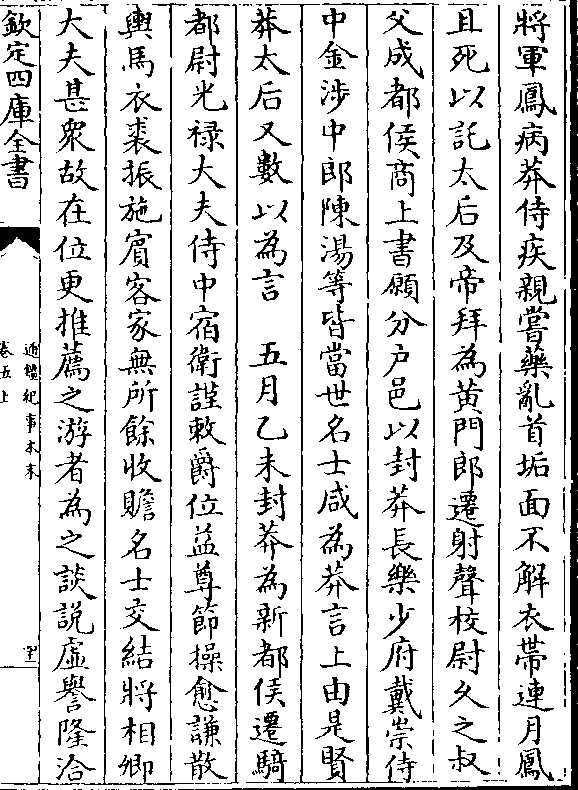 將軍鳳病莽侍疾親嘗藥亂首垢面不解衣帶連月鳳
且死以託太后及帝拜為黃門郎遷射聲校尉久之叔
父成都侯商上書願分户邑以封莽長樂少府戴崇侍
中金涉中郎陳湯等皆當世名士咸為莽言上由是賢
莽太后又數以為言　五月乙未封莽為新都侯遷騎
都尉光禄大夫侍中宿衛謹敕爵位益尊節操愈謙散
輿馬衣裘振施賓客家無所餘收贍名士交結將相卿
大夫甚衆故在位更推薦之游者為之談説虚譽隆洽
欽定四庫全書
通鑑紀事本末
卷五上